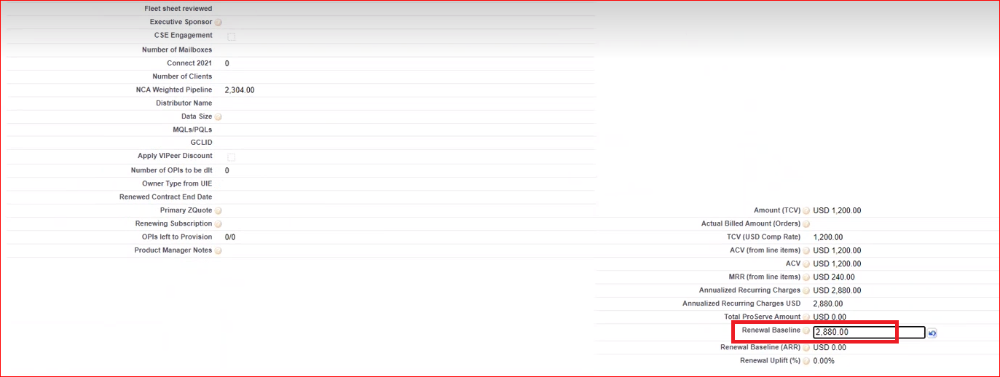 Fleet sheet reviewed
Executive Sponsor
CSE Engagement
Number of Mailboxes
Connect 2021 0
Number of Clients
NCA Weighted Pipeline 2,304.00
Distributor Name
Data Size
MQLs/PQLs
GCLID
Apply VIPeer Discount
Number of OPIs to be dlt 0
Owner Type from UIE
Renewed Contract End Date
Primary ZQuote
Renewing Subscription
OPIs left to Provision 0/0
Product Manager Notes
Amount (TCV) USD 1,200.00
Actual Billed Amount (Orders)
TCV (USD Comp Rate) 1,200.00
ACV (from line items) USD 1,200.00
ACV USD 1,200.00
MRR (from line items) USD 240.00
Annualized Recurring Charges USD 2,880.00
Annualized Recurring Charges USD 2,880.00
Total ProServe Amount USD 0.00
Renewal Baseline 2,880.00
Renewal Baseline (ARR) USD 0.00
Renewal Uplift (%) 0.00%